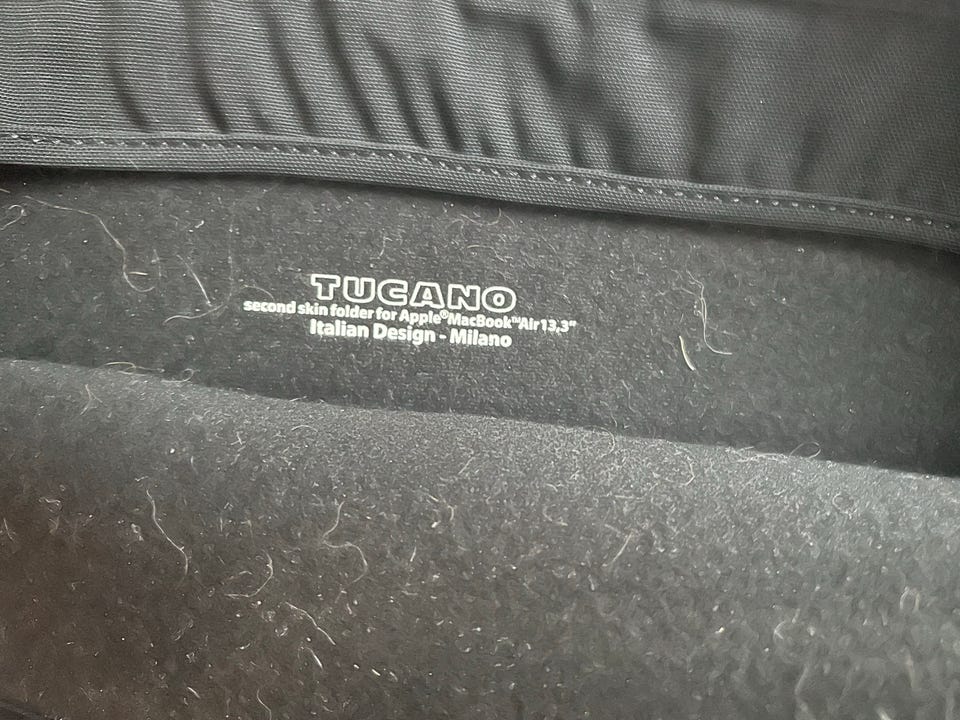 TUCANO
second skin folder for Apple®MacBook™Air13,3"
Italian Design - Milano